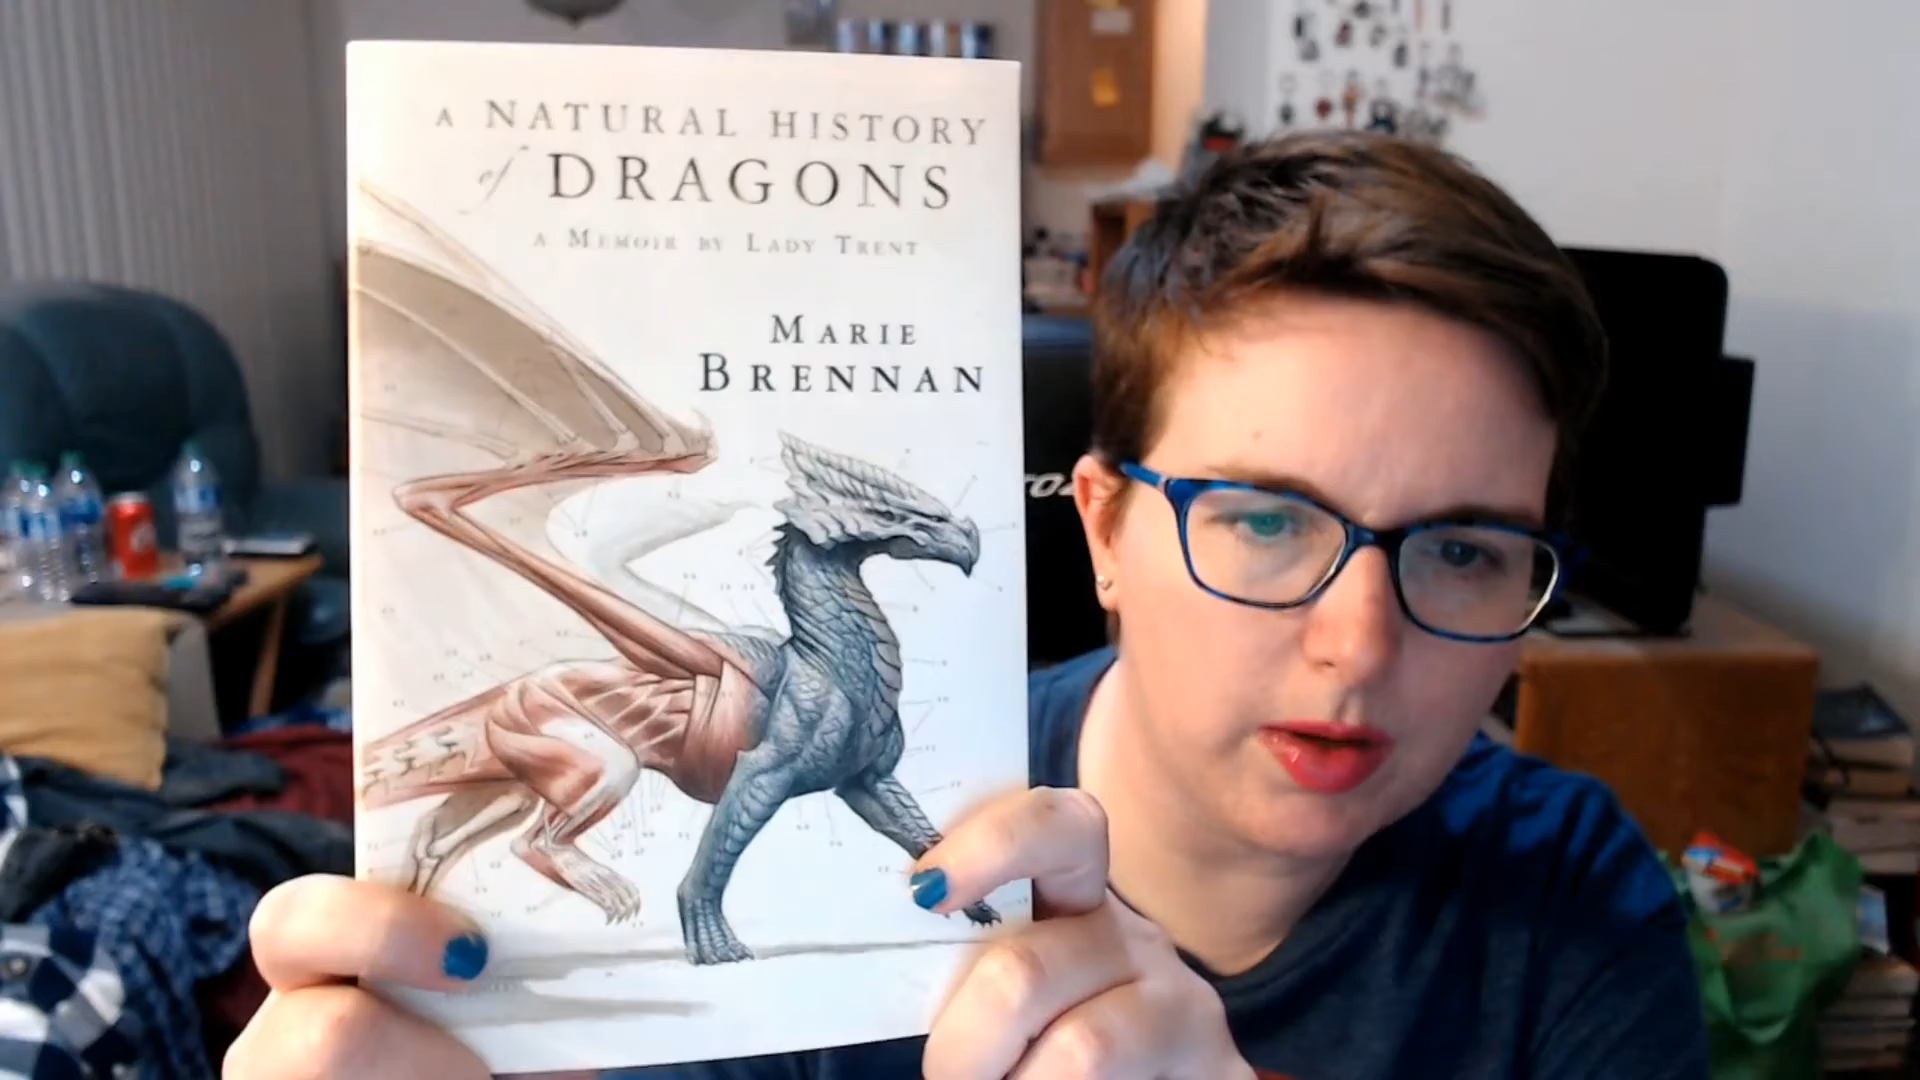 A NATURAL HISTORY
of DRAGONS
A MEMOIR BY LADY TRENT
MARIE
BRENNAN